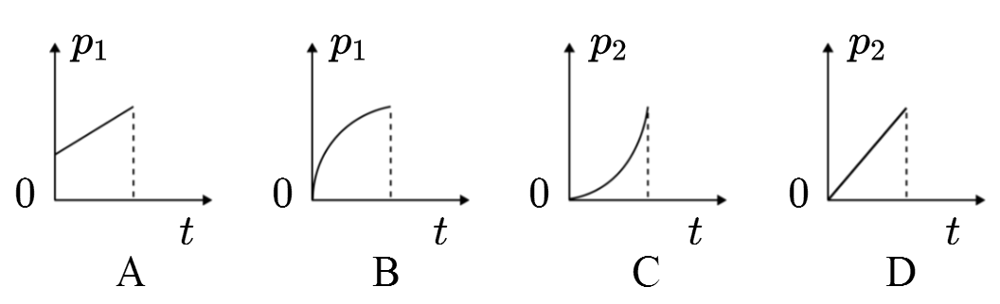 p₁ p₁ p₂ p₂
0 0 0 0
t t t t
A B C D